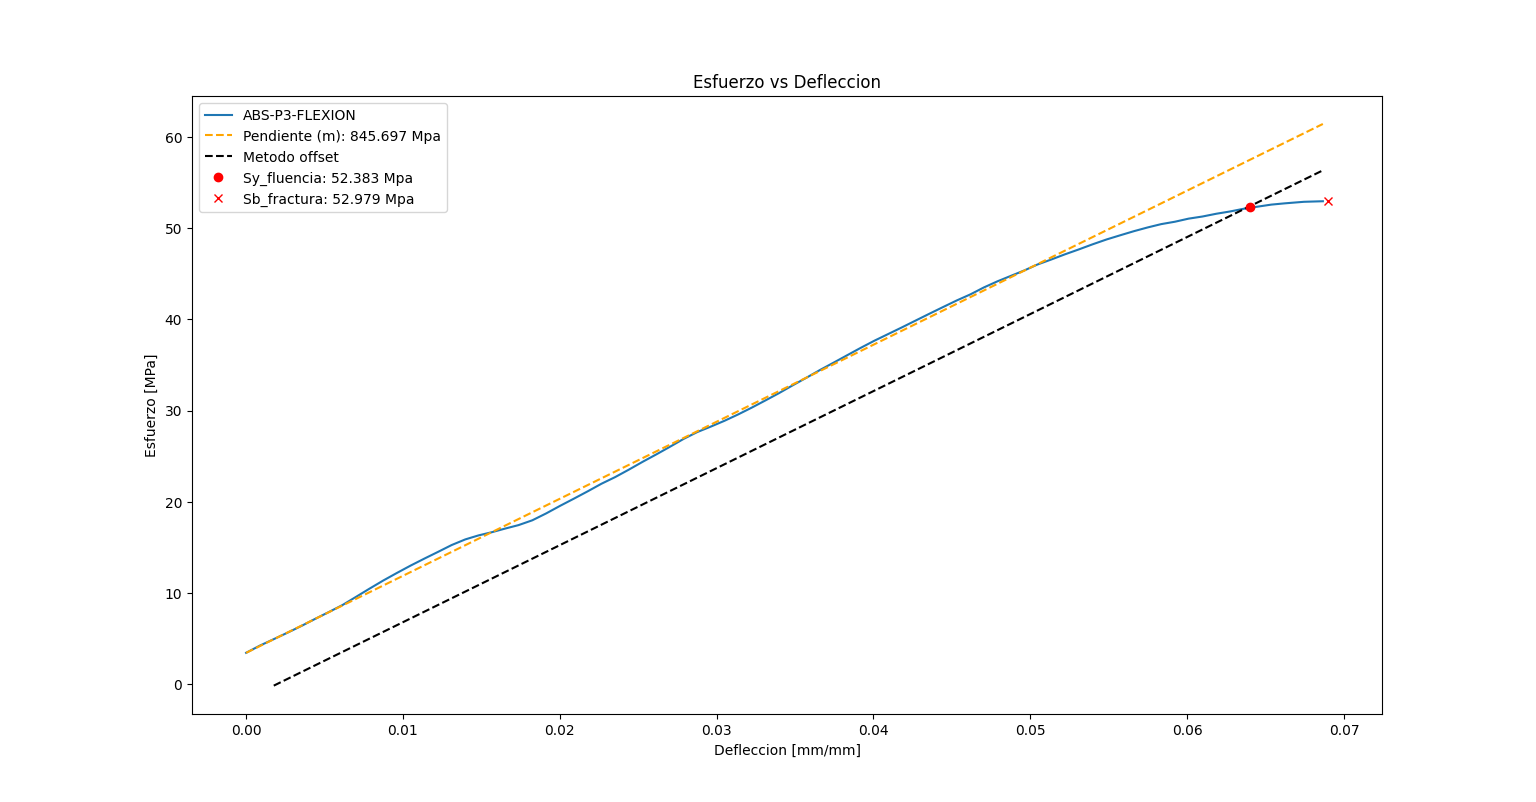 Esfuerzo vs Defleccion
ABS-P3-FLEXION
Pendiente (m): 845.697 Mpa
Metodo offset
Sy_fluencia: 52.383 Mpa
Sb_fractura: 52.979 Mpa
Esfuerzo [MPa]
60
50
40
30
20
10
0
0.00 0.01 0.02 0.03 0.04 0.05 0.06 0.07
Defleccion [mm/mm]